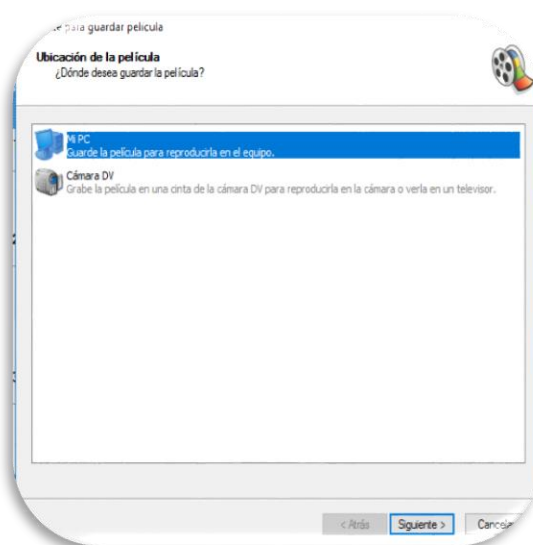 para guardar película
Ubicación de la película
¿Dónde desea guardar la película?
Mi PC
Guarde la película para reproducirla en el equipo.
Cámara DV
Grabe la película en una cinta de la cámara DV para reproducirla en la cámara o verla en un televisor.
< Atrás
Siguiente >
Cancelar